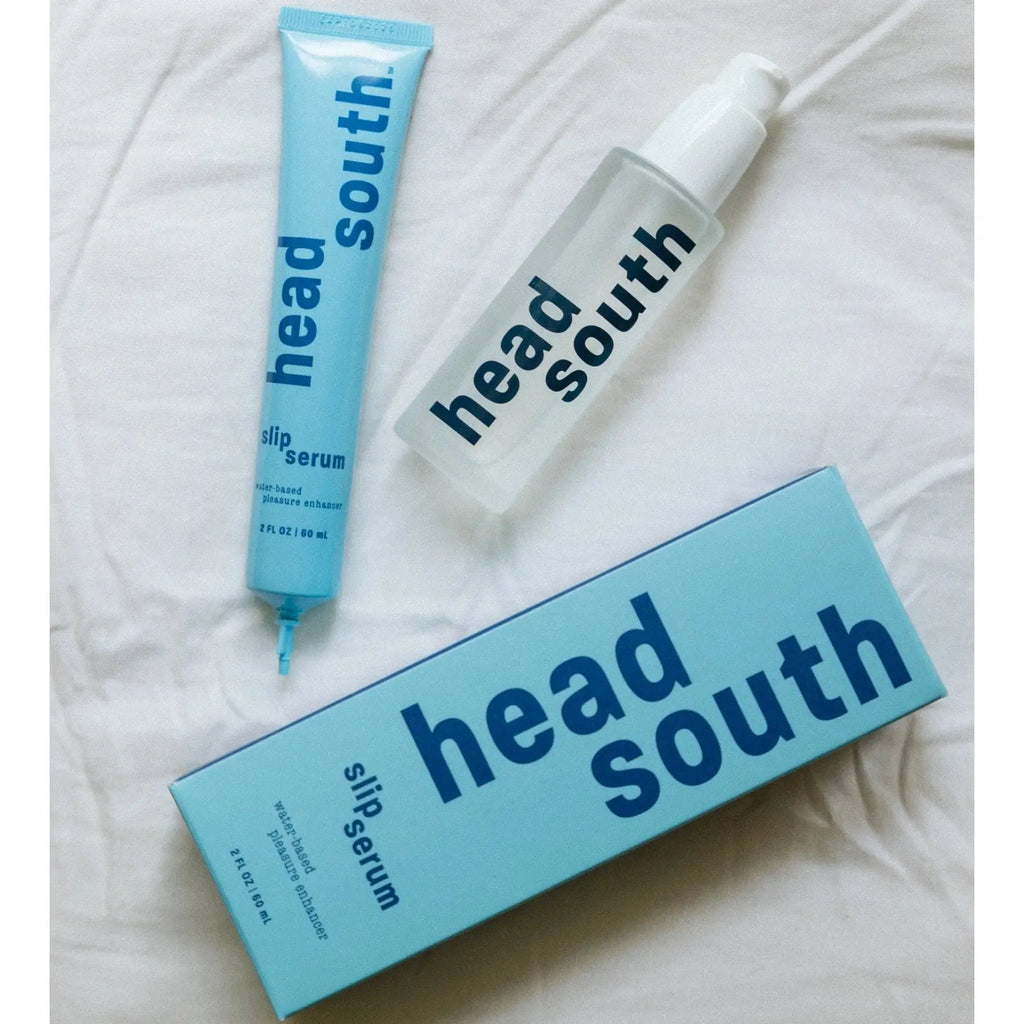 head
south™
slip
serum
water-based
pleasure enhancer
2 FL OZ | 60 mL
head
south
head
south
slip
serum
water-based
pleasure enhancer
2 FL OZ | 60 mL